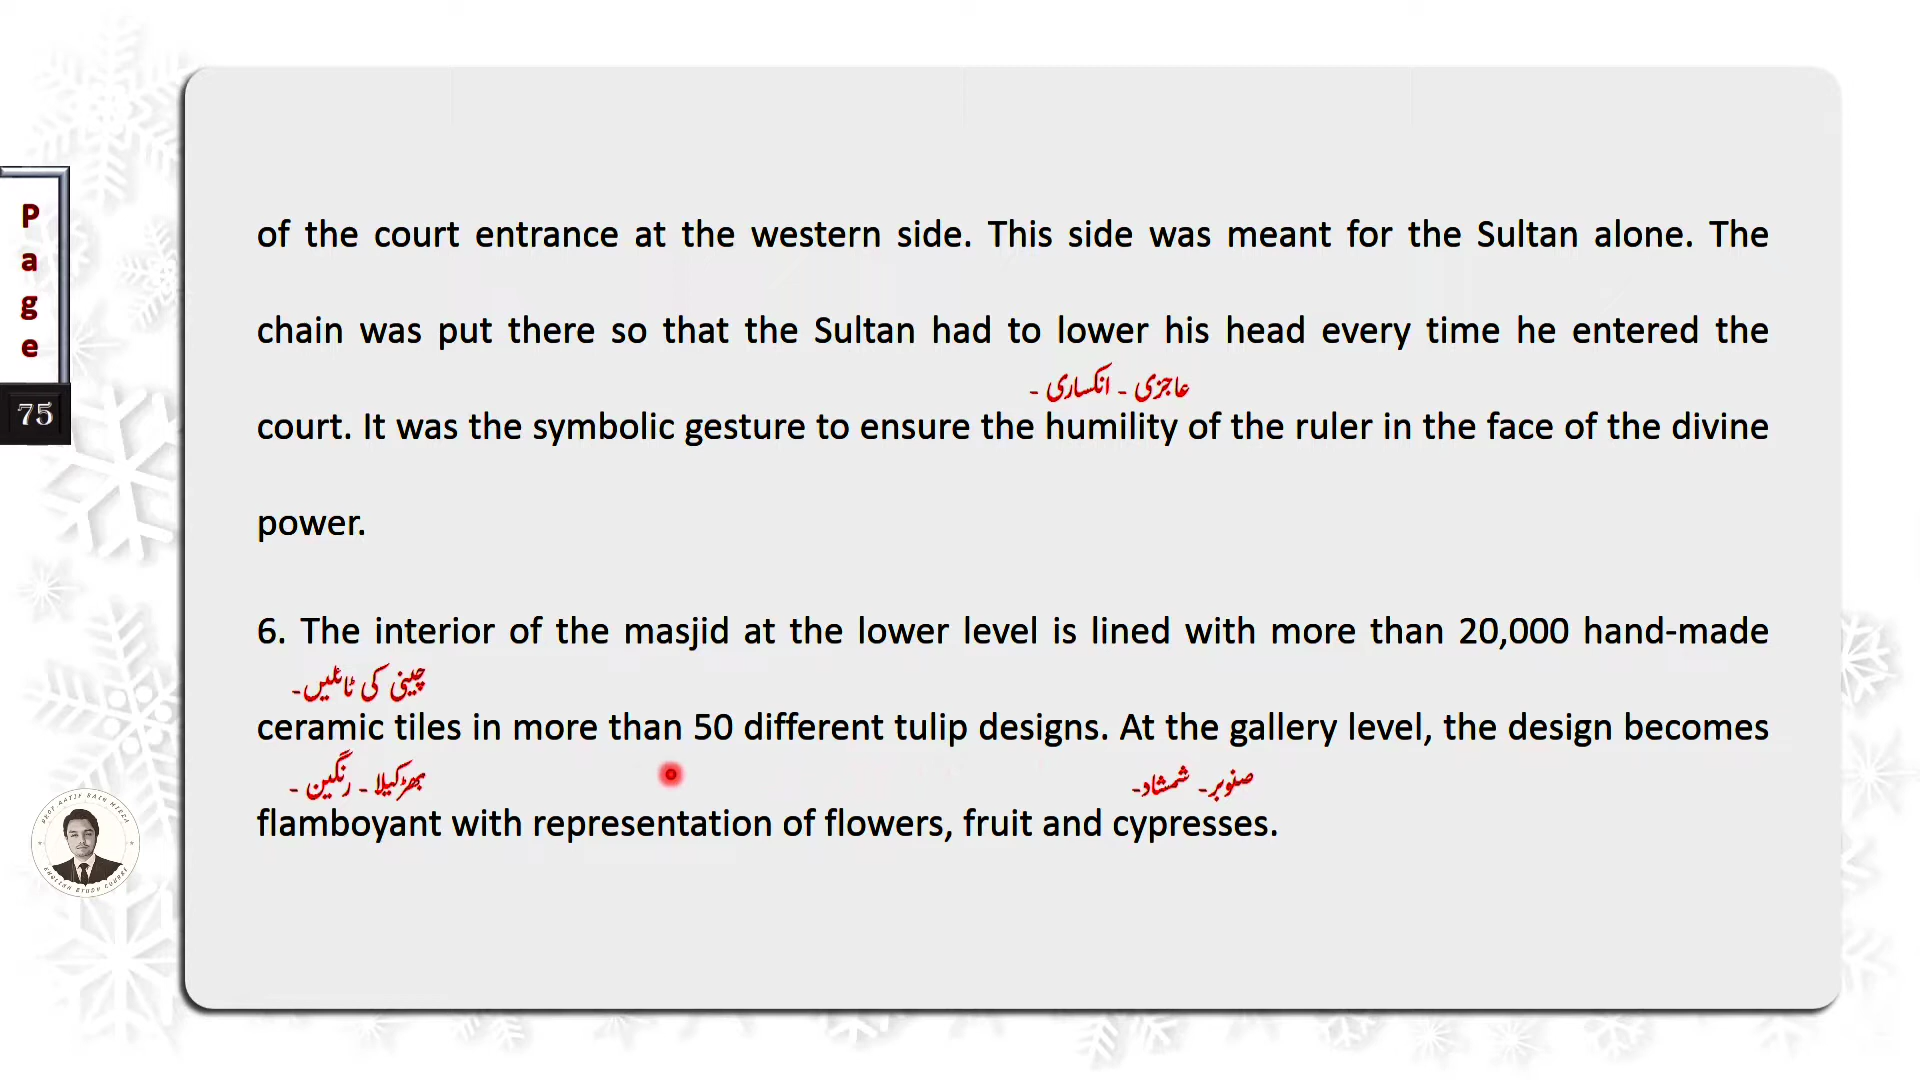 P
a
g
e
75
of the court entrance at the western side. This side was meant for the Sultan alone. The
chain was put there so that the Sultan had to lower his head every time he entered the
عاجزی ۔ انکساری ۔
court. It was the symbolic gesture to ensure the humility of the ruler in the face of the divine
power.
6. The interior of the masjid at the lower level is lined with more than 20,000 hand-made
چینی کی ٹائلیں۔
ceramic tiles in more than 50 different tulip designs. At the gallery level, the design becomes
بھڑکیلا ۔ رنگین ۔ صنوبر۔ شمشاد۔
flamboyant with representation of flowers, fruit and cypresses.